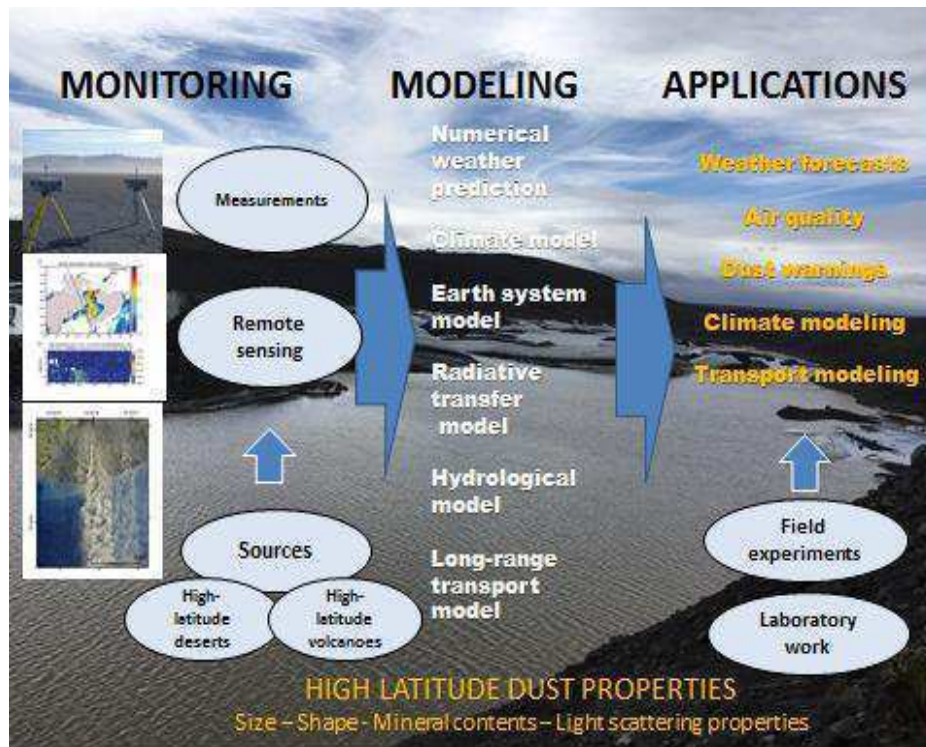 MONITORING
MODELING
APPLICATIONS
Measurements
Remote
sensing
Sources
High-
latitude
deserts
High-
latitude
volcanoes
Numerical
weather
prediction
Climate model
Earth system
model
Radiative
transfer
model
Hydrological
model
Long-range
transport
model
Weather forecasts
Air quality
Dust warnings
Climate modeling
Transport modeling
Field
experiments
Laboratory
work
HIGH LATITUDE DUST PROPERTIES
Size – Shape - Mineral contents – Light scattering properties